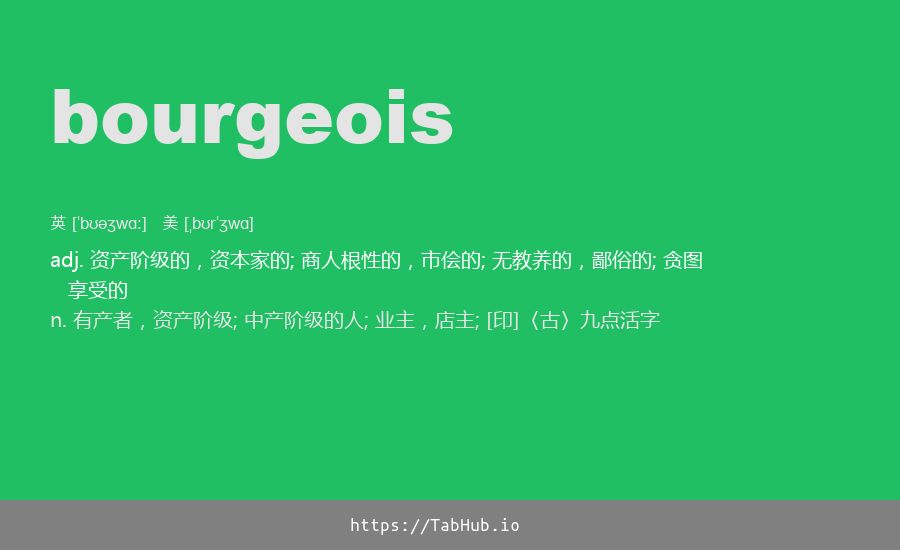 bourgeois
英 [ˈbʊəʒwɑː] 美 [ˌbʊrˈʒwɑ]
adj. 资产阶级的，资本家的; 商人根性的，市侩的; 无教养的，鄙俗的; 贪图
享受的
n. 有产者，资产阶级; 中产阶级的人; 业主，店主; [印]〈古〉九点活字
https://TabHub.io